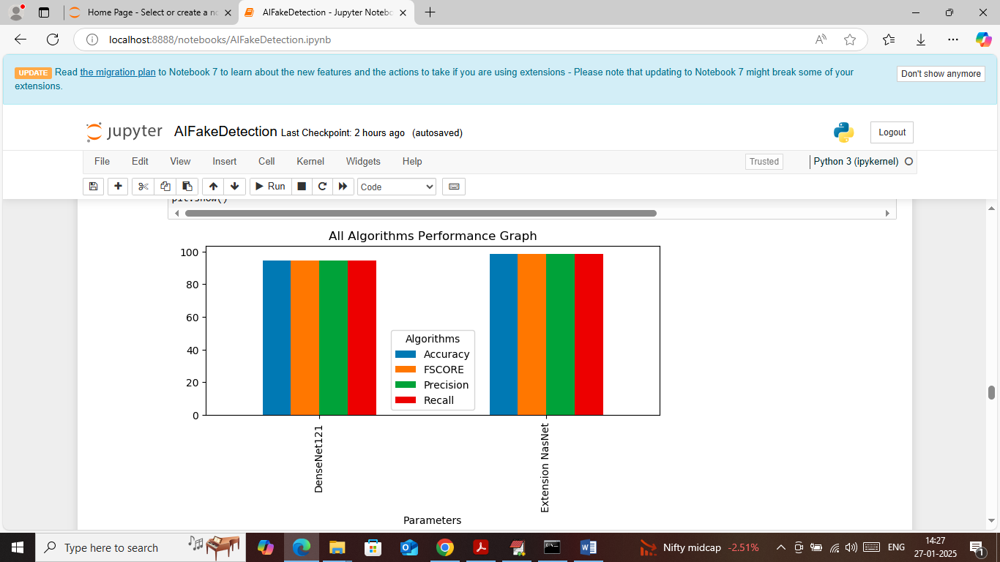 Home Page - Select or create a no
AIFakeDetection - Jupyter Notebo
localhost:8888/notebooks/AIFakeDetection.ipynb
UPDATE Read the migration plan to Notebook 7 to learn about the new features and the actions to take if you are using extensions - Please note that updating to Notebook 7 might break some of your
extensions.
Don't show anymore
jupyter AIFakeDetection Last Checkpoint: 2 hours ago (autosaved)
Logout
File Edit View Insert Cell Kernel Widgets Help
Trusted
Python 3 (ipykernel)
Run
Code
plt.show()
All Algorithms Performance Graph
100
80
60
40
20
0
Algorithms
Accuracy
FSCORE
Precision
Recall
DenseNet121
Extension NasNet
Parameters
Type here to search
Nifty midcap -2.51%
ENG
14:27
27-01-2025
1